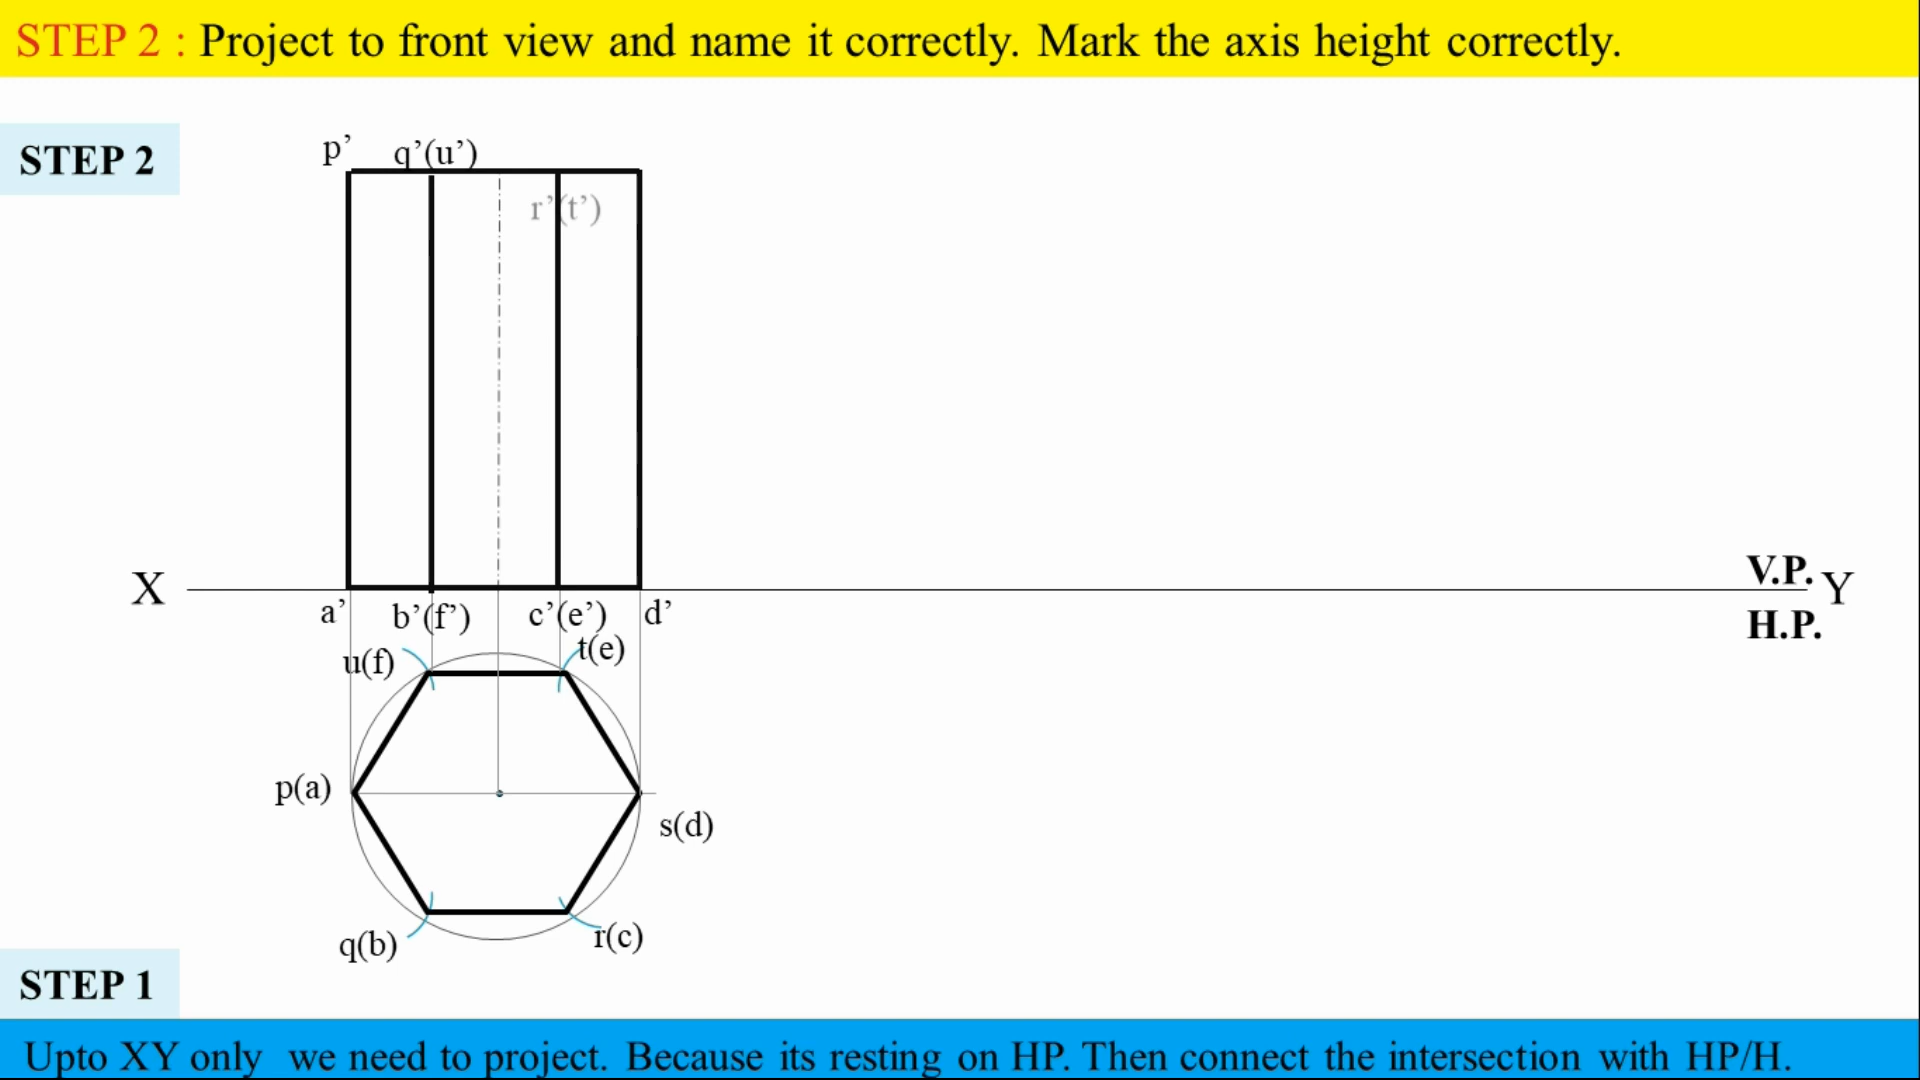 STEP 2 : Project to front view and name it correctly. Mark the axis height correctly.
STEP 2
p’ q’(u’)
r’(t’)
X
V.P.
Y
H.P.
a’ b’(f’) c’(e’) d’
u(f) t(e)
p(a)
s(d)
q(b) r(c)
STEP 1
Upto XY only we need to project. Because its resting on HP. Then connect the intersection with HP/H.